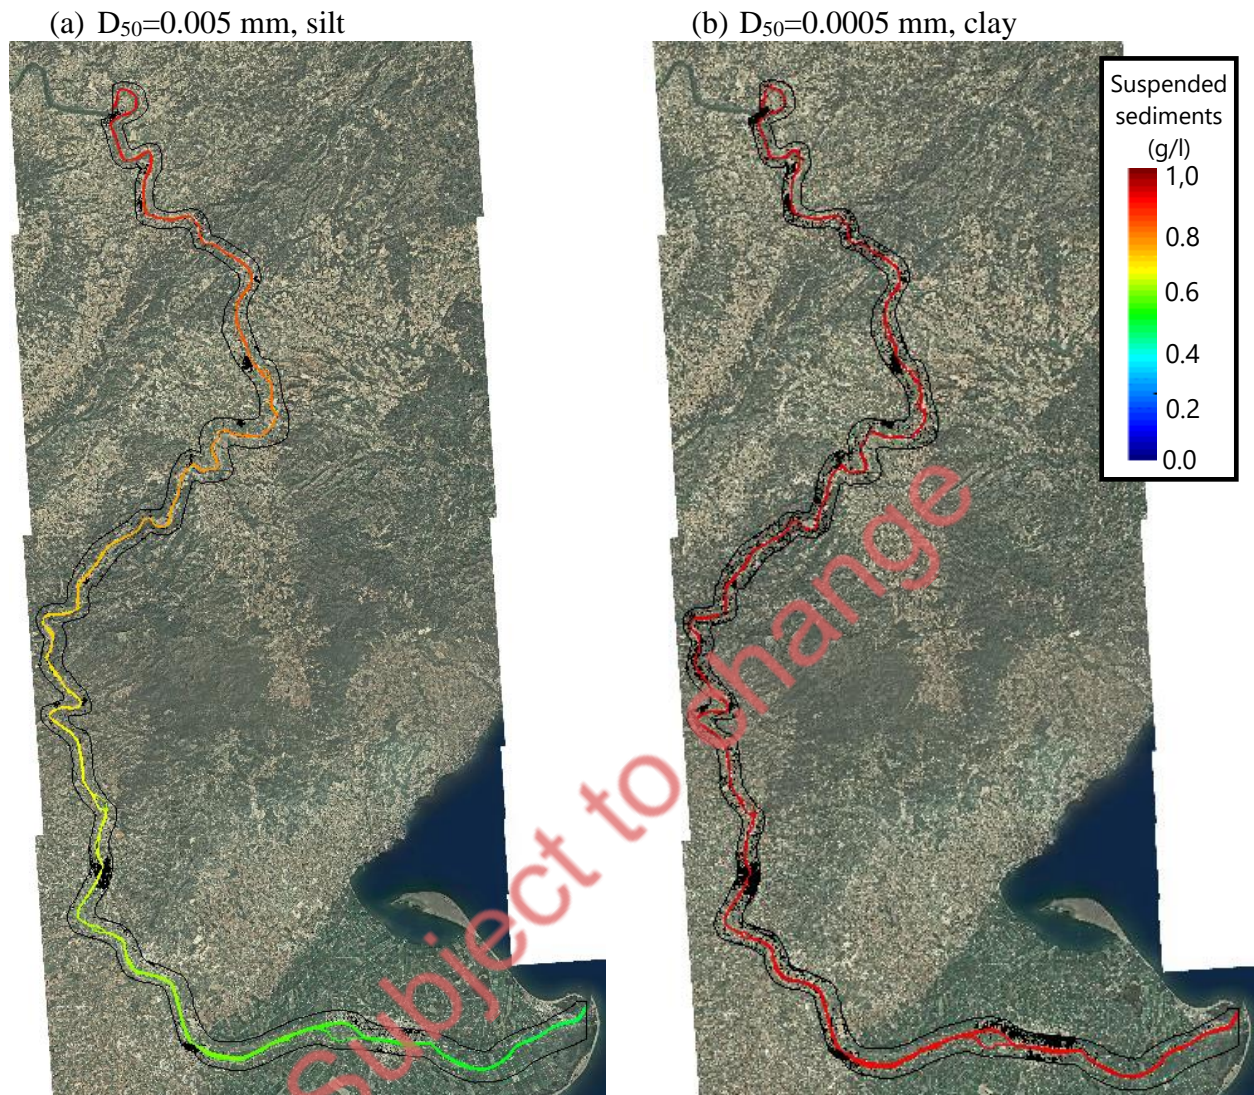 (a) D₅₀=0.005 mm, silt
(b) D₅₀=0.0005 mm, clay
Suspended
sediments
(g/l)
1,0
0.8
0.6
0.4
0.2
0.0
Subject to change